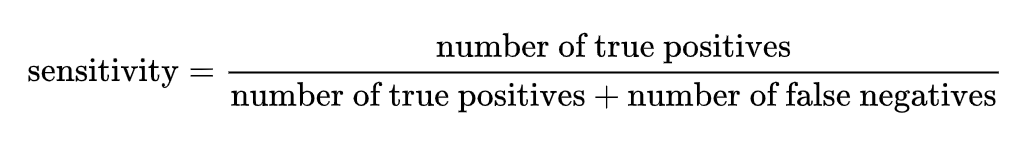 sensitivity = number of true positives / number of true positives + number of false negatives